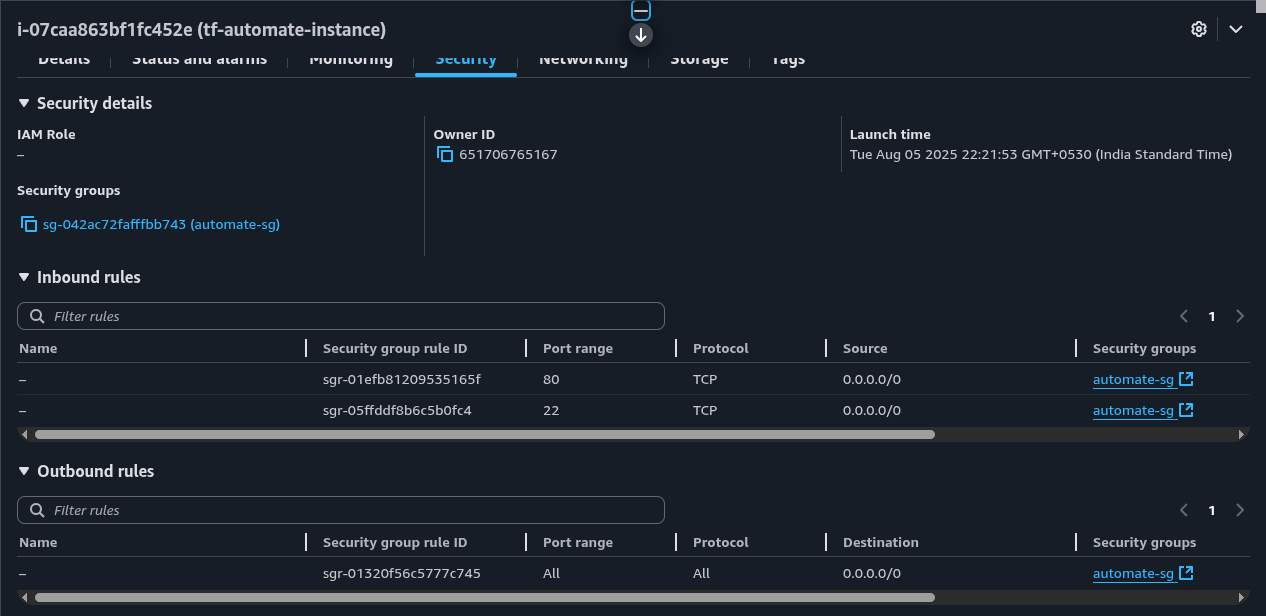 i-07caa863bf1fc452e (tf-automate-instance)
Details Status and alarms Monitoring Security Networking Storage Tags
Security details
IAM Role Owner ID Launch time
– 651706765167 Tue Aug 05 2025 22:21:53 GMT+0530 (India Standard Time)
Security groups
sg-042ac72fafffbb743 (automate-sg)
Inbound rules
Filter rules 1
Name Security group rule ID Port range Protocol Source Security groups
– sgr-01efb81209535165f 80 TCP 0.0.0.0/0 automate-sg
– sgr-05ffddf8b6c5b0fc4 22 TCP 0.0.0.0/0 automate-sg
Outbound rules
Filter rules 1
Name Security group rule ID Port range Protocol Destination Security groups
– sgr-01320f56c5777c745 All All 0.0.0.0/0 automate-sg